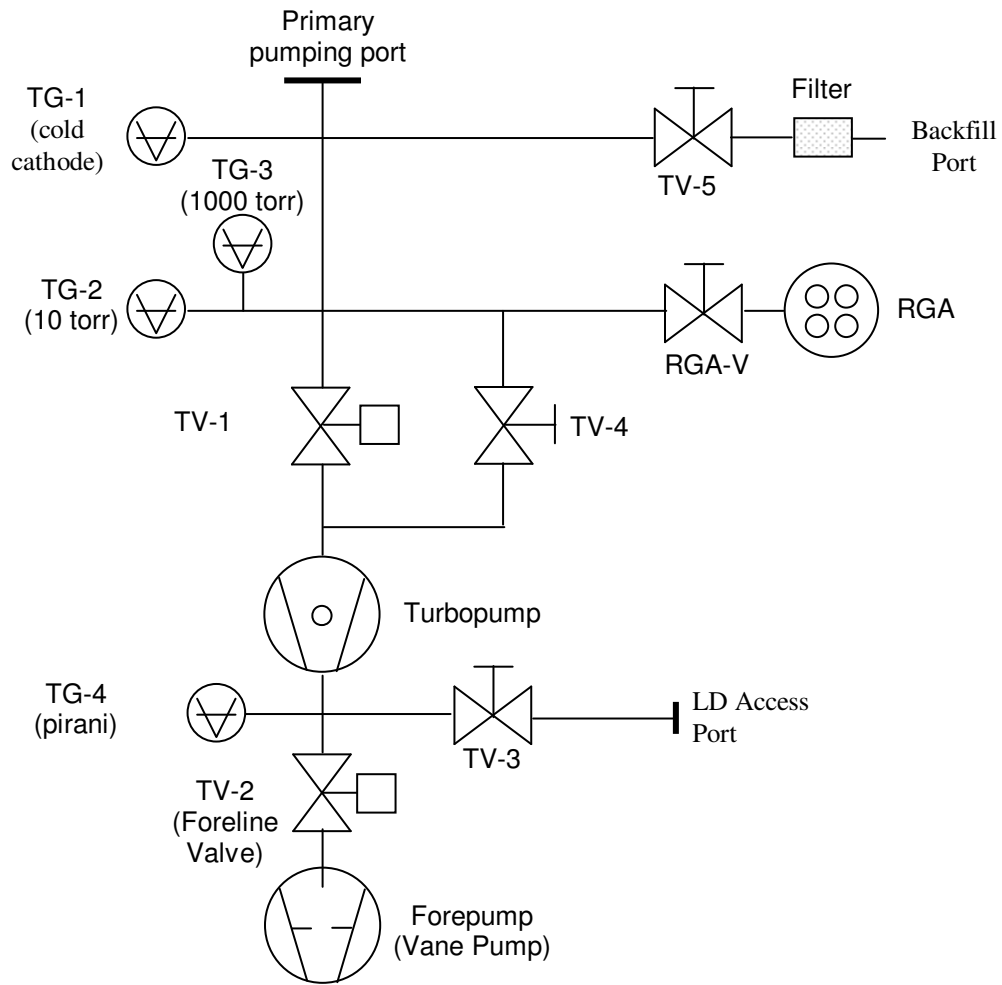 Primary
pumping port
TG-1
(cold
cathode)
Filter
Backfill
Port
TV-5
TG-3
(1000 torr)
TG-2
(10 torr)
RGA
RGA-V
TV-1
TV-4
Turbopump
TG-4
(pirani)
LD Access
Port
TV-3
TV-2
(Foreline
Valve)
Forepump
(Vane Pump)